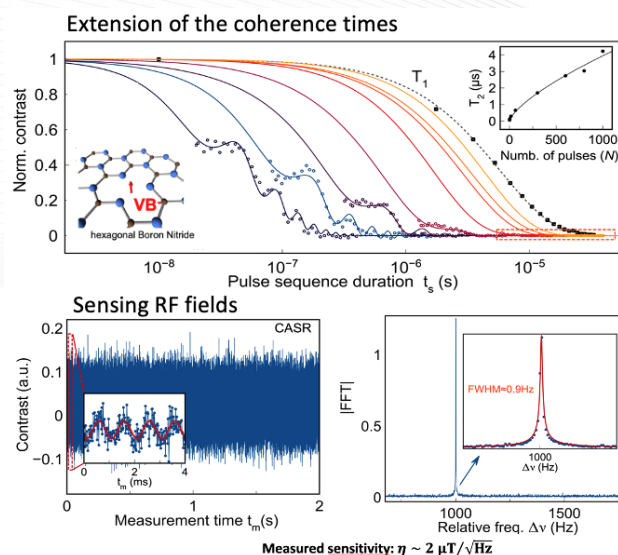 Extension of the coherence times
Norm. contrast
1
0.8
0.6
0.4
0.2
0
T₁
VB
hexagonal Boron Nitride
T₂ (μs)
4
2
0
0 500 1000
Numb. of pulses (N)
10⁻⁸ 10⁻⁷ 10⁻⁶ 10⁻⁵
Pulse sequence duration tₛ (s)
Sensing RF fields
Contrast (a.u.)
0.2
0.1
0
−0.1
CASR
0 2 4
tₘ (ms)
0 1 2
Measurement time tₘ(s)
|FFT|
1
0
FWHM=0.9Hz
1000
Δν (Hz)
1000 1500
Relative freq. Δν (Hz)
Measured sensitivity: η ~ 2 μT/√Hz